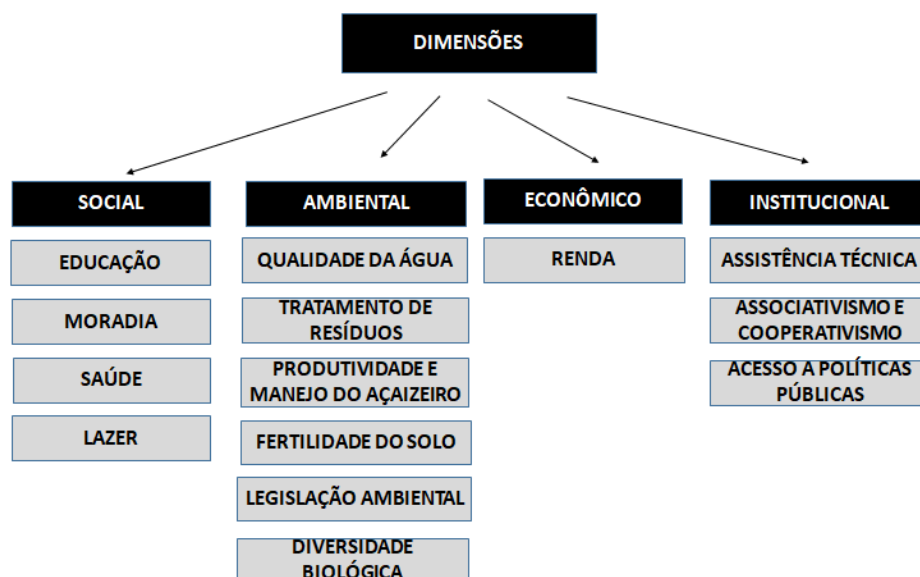 DIMENSÕES
SOCIAL
EDUCAÇÃO
MORADIA
SAÚDE
LAZER
AMBIENTAL
QUALIDADE DA ÁGUA
TRATAMENTO DE
RESÍDUOS
PRODUTIVIDADE E
MANEJO DO AÇAIZEIRO
FERTILIDADE DO SOLO
LEGISLAÇÃO AMBIENTAL
DIVERSIDADE
BIOLÓGICA
ECONÔMICO
RENDA
INSTITUCIONAL
ASSISTÊNCIA TÉCNICA
ASSOCIATIVISMO E
COOPERATIVISMO
ACESSO A POLÍTICAS
PÚBLICAS